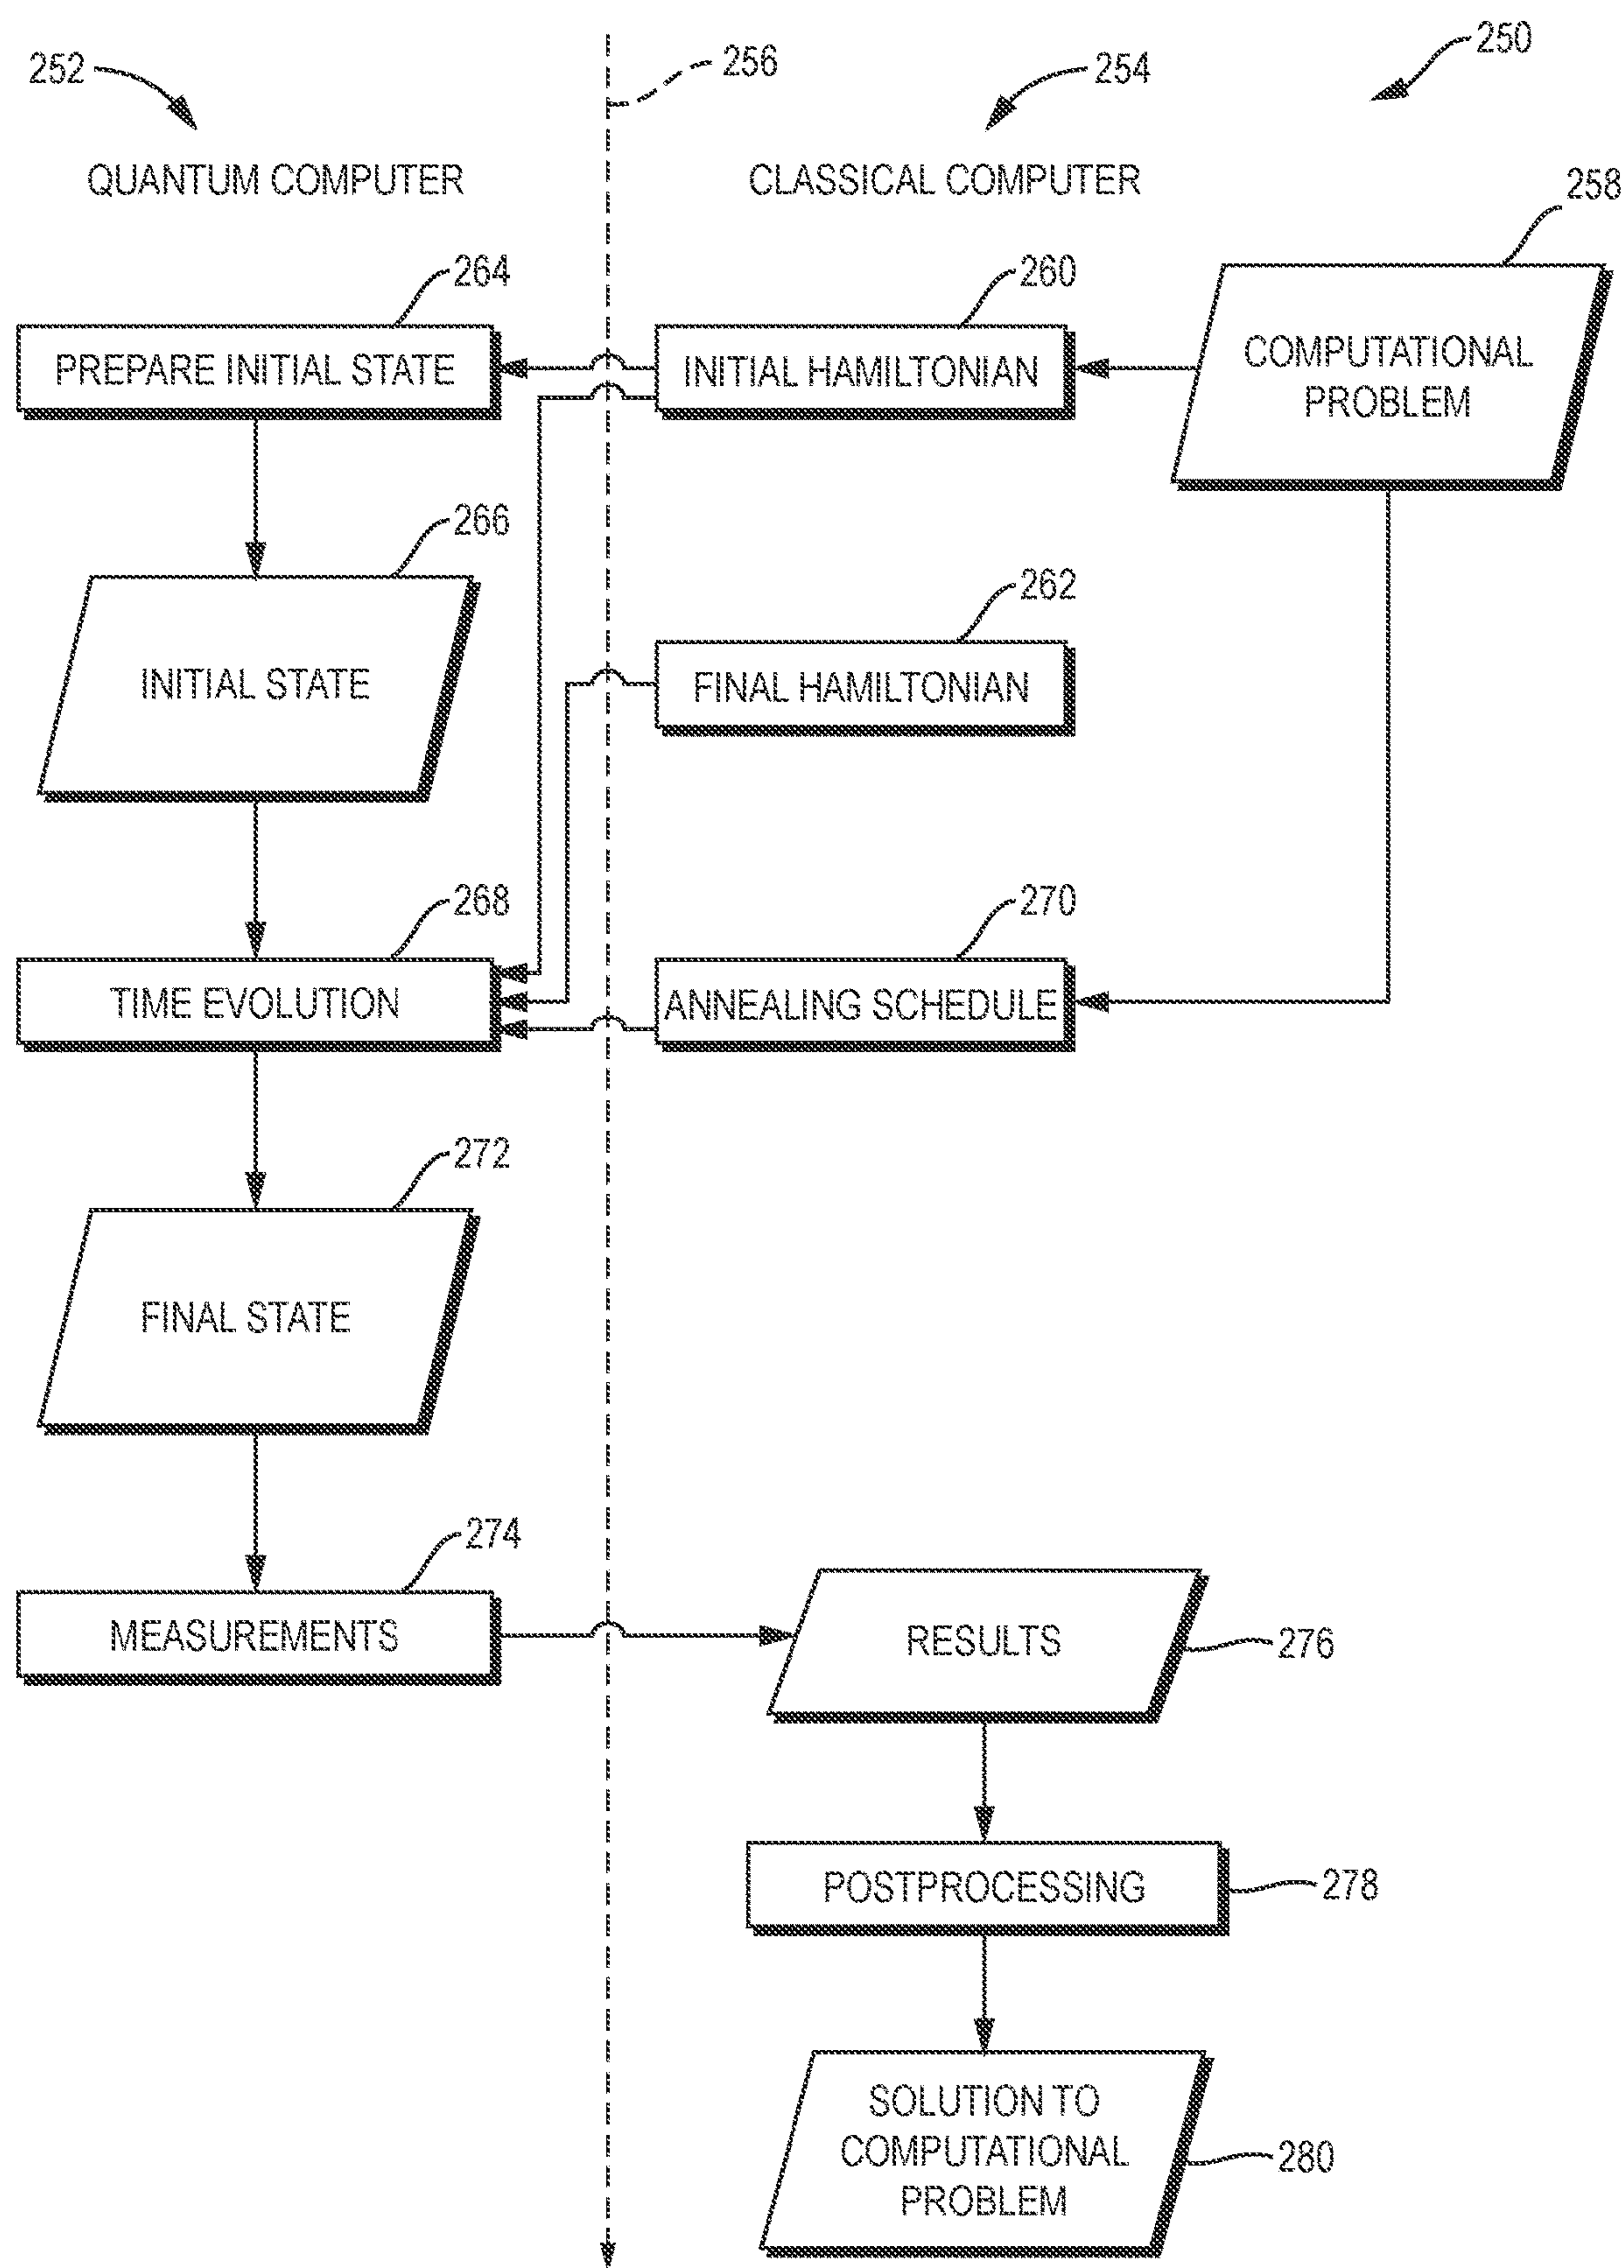 250
252
256
254
QUANTUM COMPUTER
CLASSICAL COMPUTER
258
264
260
PREPARE INITIAL STATE
INITIAL HAMILTONIAN
COMPUTATIONAL
PROBLEM
266
262
INITIAL STATE
FINAL HAMILTONIAN
268
270
TIME EVOLUTION
ANNEALING SCHEDULE
272
FINAL STATE
274
MEASUREMENTS
RESULTS
276
POSTPROCESSING
278
SOLUTION TO
COMPUTATIONAL
PROBLEM
280